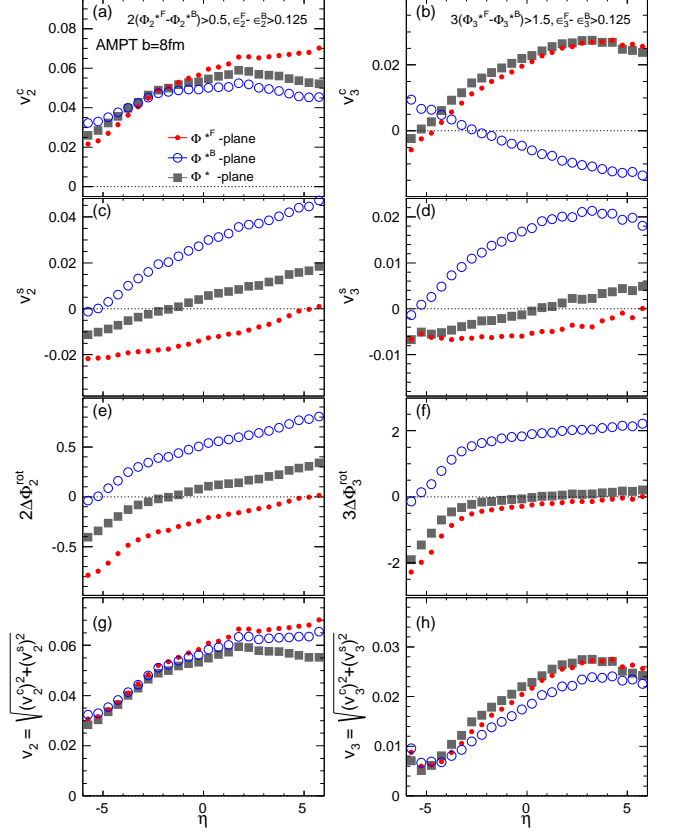 (a) 2(Φ₂*ᶠ-Φ₂*ᴮ)>0.5, ∈₂ᶠ- ∈₂ᴮ>0.125
AMPT b=8fm
0.08
0.06
0.04
0.02
0
v₂ᶜ
Φ *ᶠ -plane
Φ *ᴮ -plane
Φ * -plane
(b) 3(Φ₃*ᶠ-Φ₃*ᴮ)>1.5, ∈₃ᶠ- ∈₃ᴮ>0.125
0.02
0
v₃ᶜ
(c)
0.04
0.02
0
-0.02
v₂ˢ
(d)
0.02
0.01
0
-0.01
v₃ˢ
(e)
0.5
0
-0.5
2ΔΦ₂ʳᵒᵗ
(f)
2
0
-2
3ΔΦ₃ʳᵒᵗ
(g)
0.06
0.04
0.02
0
v₂ = √(v₂ᶜ)²+(v₂ˢ)²
-5 0 5
η
(h)
0.03
0.02
0.01
0
v₃ = √(v₃ᶜ)²+(v₃ˢ)²
-5 0 5
η